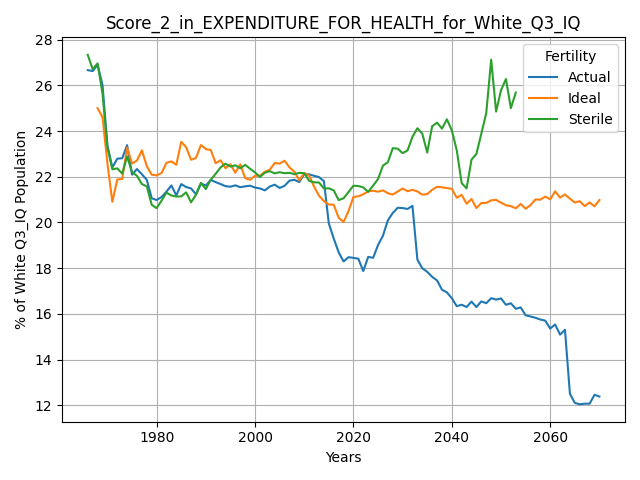 Score_2_in_EXPENDITURE_FOR_HEALTH_for_White_Q3_IQ
Fertility
Actual
Ideal
Sterile
% of White Q3_IQ Population
28
26
24
22
20
18
16
14
12
1980
2000
2020
2040
2060
Years